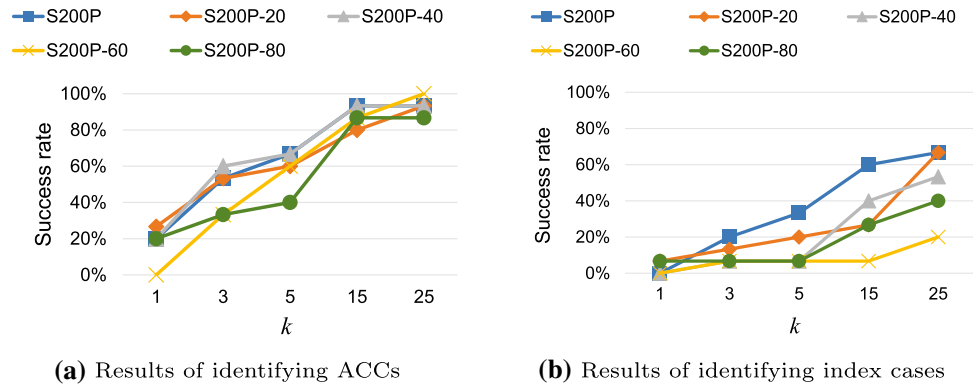 S200P S200P-20 S200P-40
S200P-60 S200P-80
Success rate
100%
80%
60%
40%
20%
0%
1 3 5 15 25
k
(a) Results of identifying ACCs
S200P S200P-20 S200P-40
S200P-60 S200P-80
Success rate
100%
80%
60%
40%
20%
0%
1 3 5 15 25
k
(b) Results of identifying index cases